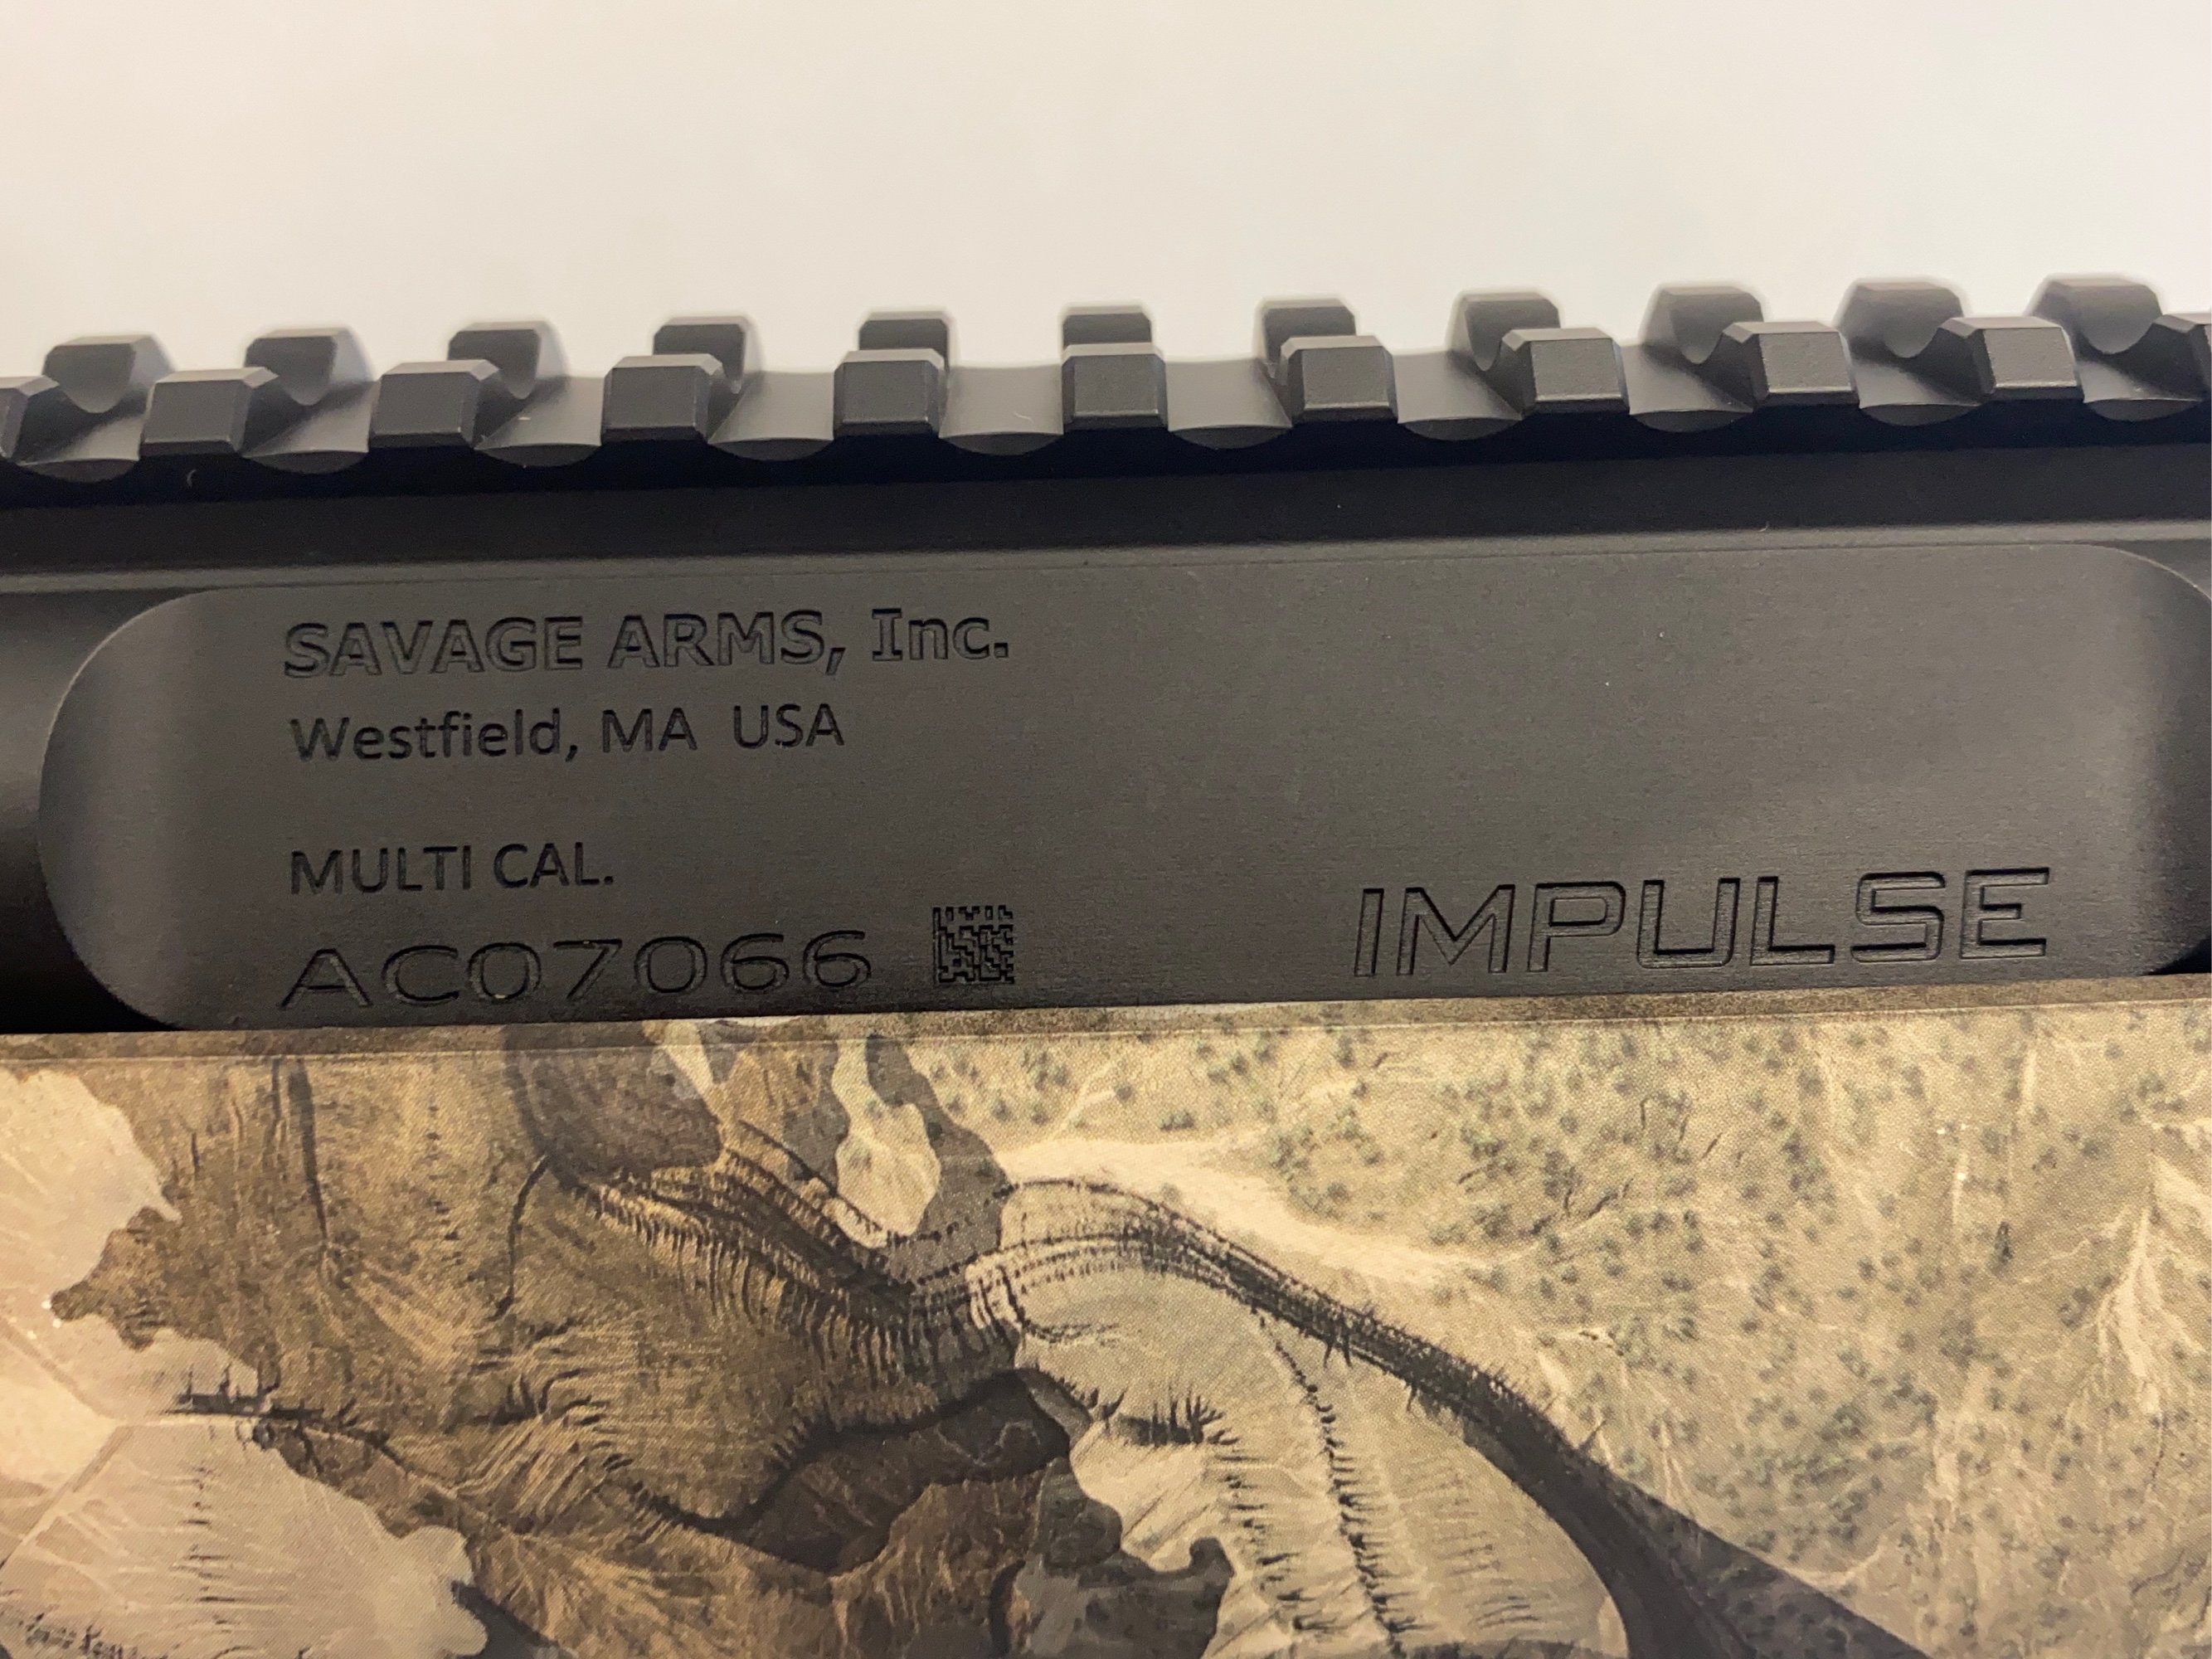 SAVAGE ARMS, Inc.
Westfield, MA USA
MULTI CAL.
AC07066
IMPULSE